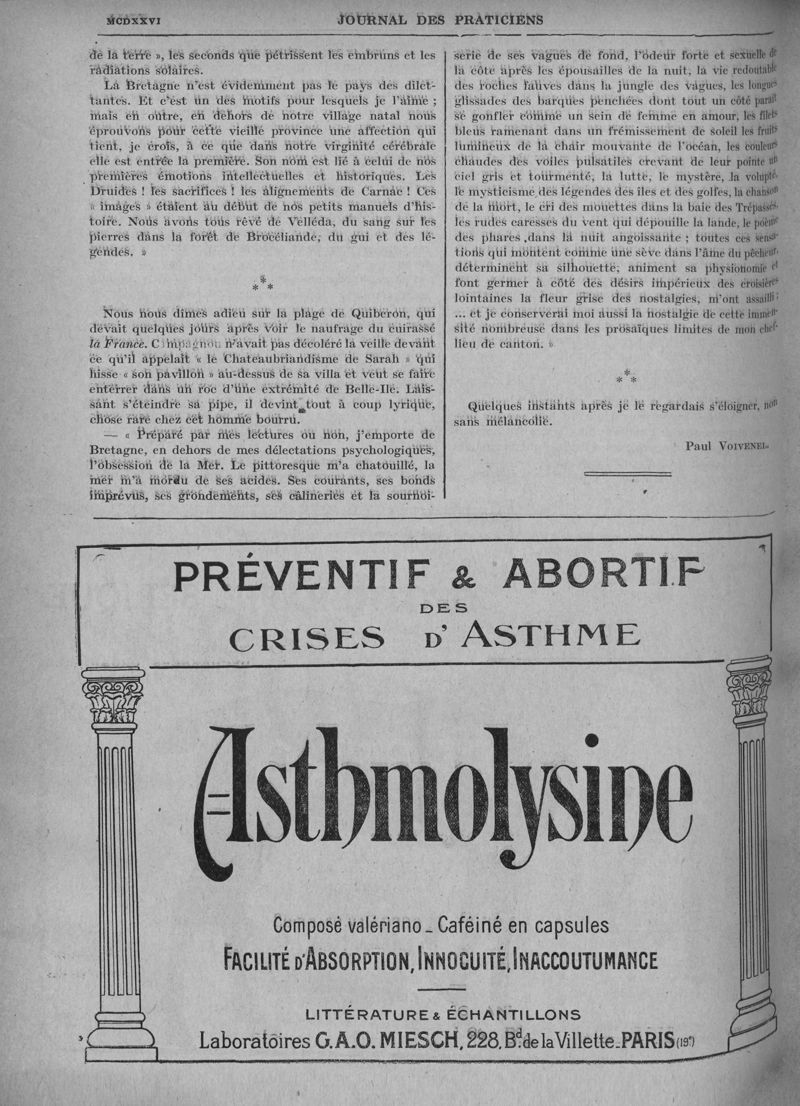 MCDXXVI
JOURNAL DES PRATICIENS
de la terre », les seconds que pétrissent les embruns et les
radiations solaires.
La Bretagne n'est évidemment pas le pays des dilet-
tantes. Et c'est un des motifs pour lesquels je l'aime ;
mais en outre, en dehors de notre village natal nous
éprouvons pour cette vieille province une affection qui
tient, je crois, à ce que dans notre virginité cérébrale
elle est entrée la première. Son nom est lié à celui de nos
premières émotions intellectuelles et historiques. Les
Druides ! les sacrifices ! les alignements de Carnac ! Ces
« images » étaient au début de nos petits manuels d'his-
toire. Nous avons tous rêvé de Velléda, du sang sur les
pierres dans la forêt de Brocéliande, du gui et des lé-
gendes. »
* * *
Nous nous dîmes adieu sur la plage de Quiberon, qui
devait quelques jours après voir le naufrage du cuirassé
la France. Compagnou n'avait pas décoléré la veille devant
ce qu'il appelait « le Chateaubriandisme de Sarah » qui
hisse « son pavillon » au-dessus de sa villa et veut se faire
enterrer dans un roc d'une extrémité de Belle-Ile. Lais-
sant s'éteindre sa pipe, il devint tout à coup lyrique,
chose rare chez cet homme bourru.
— « Préparé par mes lectures ou non, j'emporte de
Bretagne, en dehors de mes délectations psychologiques,
l'obsession de la Mer. Le pittoresque m'a chatouillé, la
mer m'a mordu de ses acides. Ses courants, ses bonds
imprévus, ses grondements, ses câlineries et la sournoi-
serie de ses vagues de fond, l'odeur forte et sexuelle de
la côte après les épousailles de la nuit, la vie redoutable
des roches fauves dans la jungle des vagues, les longues
glissades des barques penchées dont tout un côté paraît
se gonfler comme un sein de femme en amour, les filets
bleus ramenant dans un frémissement de soleil les fruits
lumineux de la chair mouvante de l'océan, les couleurs
chaudes des voiles pulsatiles crevant de leur pointe un
ciel gris et tourmenté, la lutte, le mystère, la volupté,
le mysticisme des légendes des iles et des golfes, la chanson
de la mort, le cri des mouettes dans la baie des Trépassés,
les rudes caresses du vent qui dépouille la lande, le poème
des phares ,dans la nuit angoissante ; toutes ces sensa-
tions qui montent comme une sève dans l'âme du pêcheur,
déterminent sa silhouette, animent sa physionomie et
font germer à côté des désirs impérieux des croisières
lointaines la fleur grise des nostalgies, m'ont assailli
... et je conserverai moi aussi la nostalgie de cette immen-
sité nombreuse dans les prosaïques limites de mon chef-
lieu de canton. »
* * *
Quelques instants après je le regardais s'éloigner, non
sans mélancolie.
Paul VOIVENEL.
PRÉVENTIF & ABORTIF
DES
CRISES D'ASTHME
Asthmolysine
Composé valériano_Caféiné en capsules
FACILITÉ D'ABSORPTION, INNOCUITÉ, INACCOUTUMANCE
LITTÉRATURE & ÉCHANTILLONS
Laboratoires G.A.O. MIESCH, 228, Bd. de la Villette_PARIS (19e)